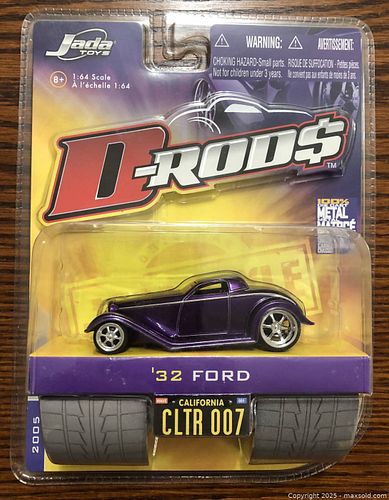 Jada
TOYS
8+
1:64 Scale
À l'échelle 1:64
WARNING:
CHOKING HAZARD-Small parts.
Not for children under 3 years.
AVERTISSEMENT:
RISQUE DE SUFFOCATION - Petites pièces.
Ne convient pas aux enfants de moins de 3 ans.
D-ROD$
TM
100%
METAL
'32 FORD
2005
CALIFORNIA
CLTR 007
Copyright © 2025 - maxsold.com